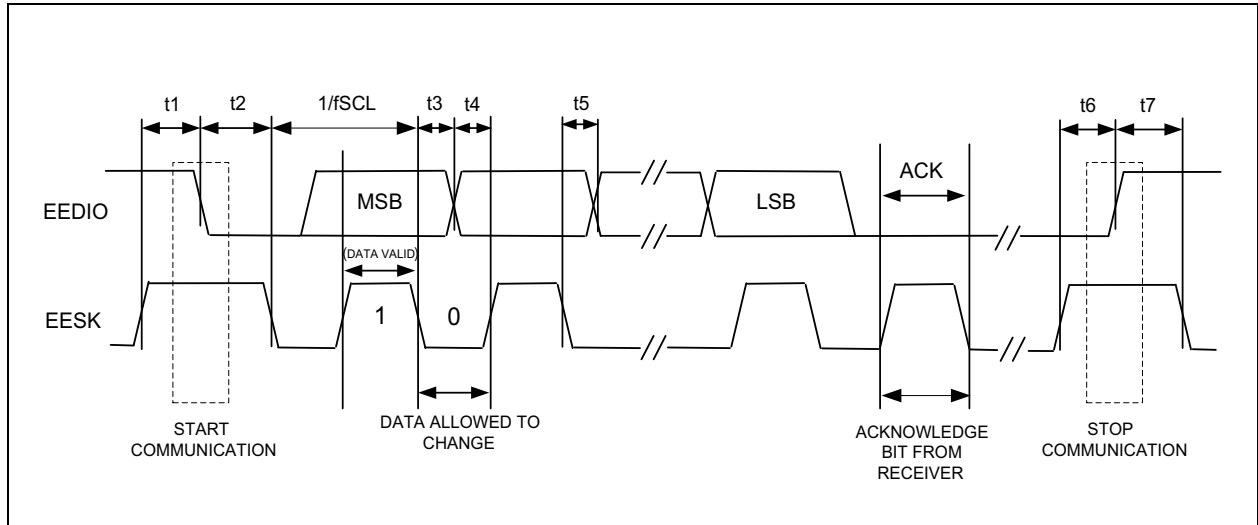 t1
t2
1/fSCL
t3
t4
t5
t6
t7
EEDIO
MSB
//
LSB
ACK
//
(DATA VALID)
//
//
EESK
1
0
//
//
START
COMMUNICATION
DATA ALLOWED TO
CHANGE
ACKNOWLEDGE
BIT FROM
RECEIVER
STOP
COMMUNICATION